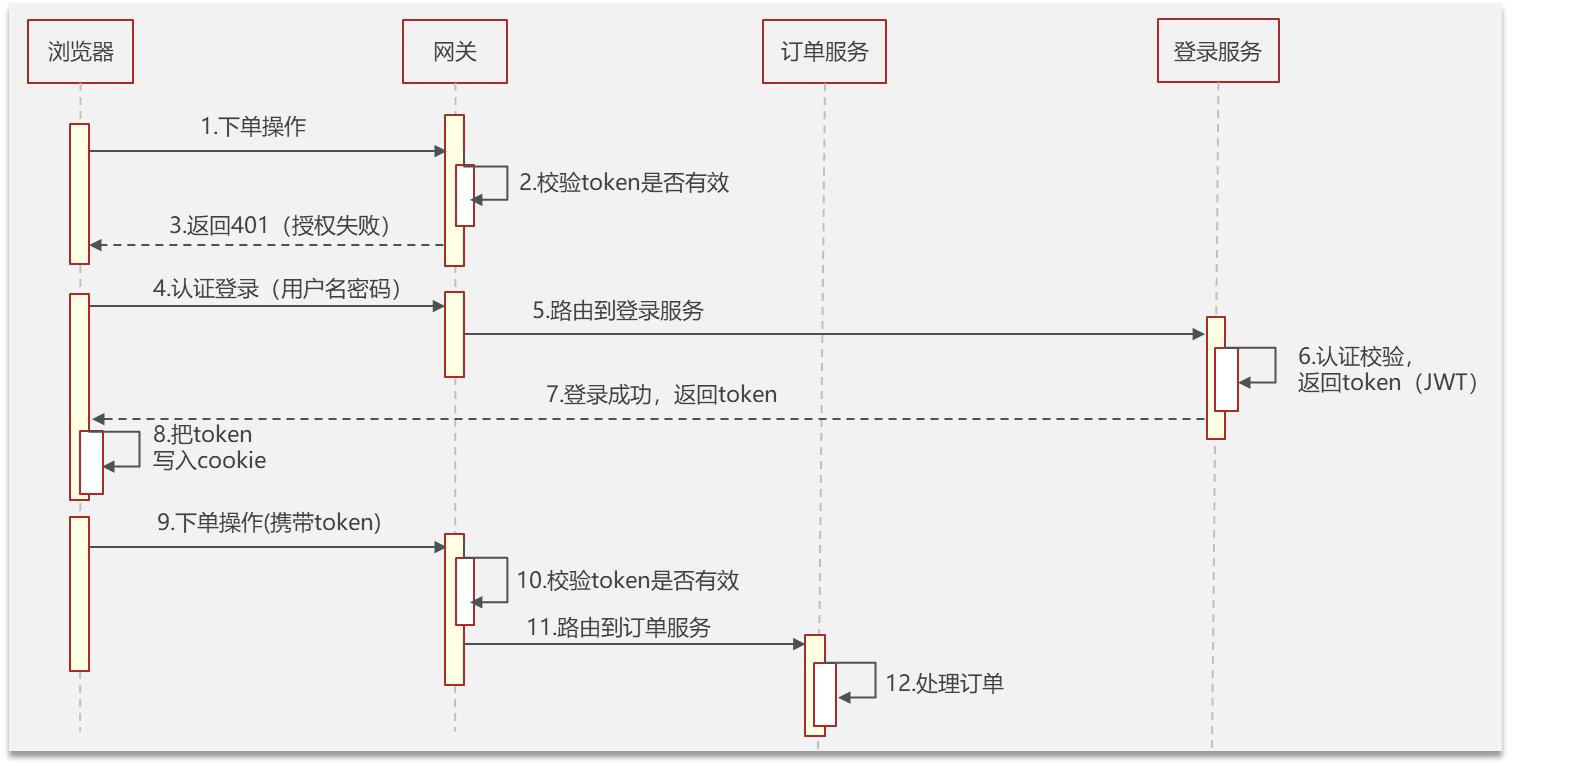 浏览器
网关
订单服务
登录服务
1.下单操作
2.校验token是否有效
3.返回401（授权失败）
4.认证登录（用户名密码）
5.路由到登录服务
6.认证校验，
返回token（JWT）
7.登录成功，返回token
8.把token
写入cookie
9.下单操作(携带token)
10.校验token是否有效
11.路由到订单服务
12.处理订单